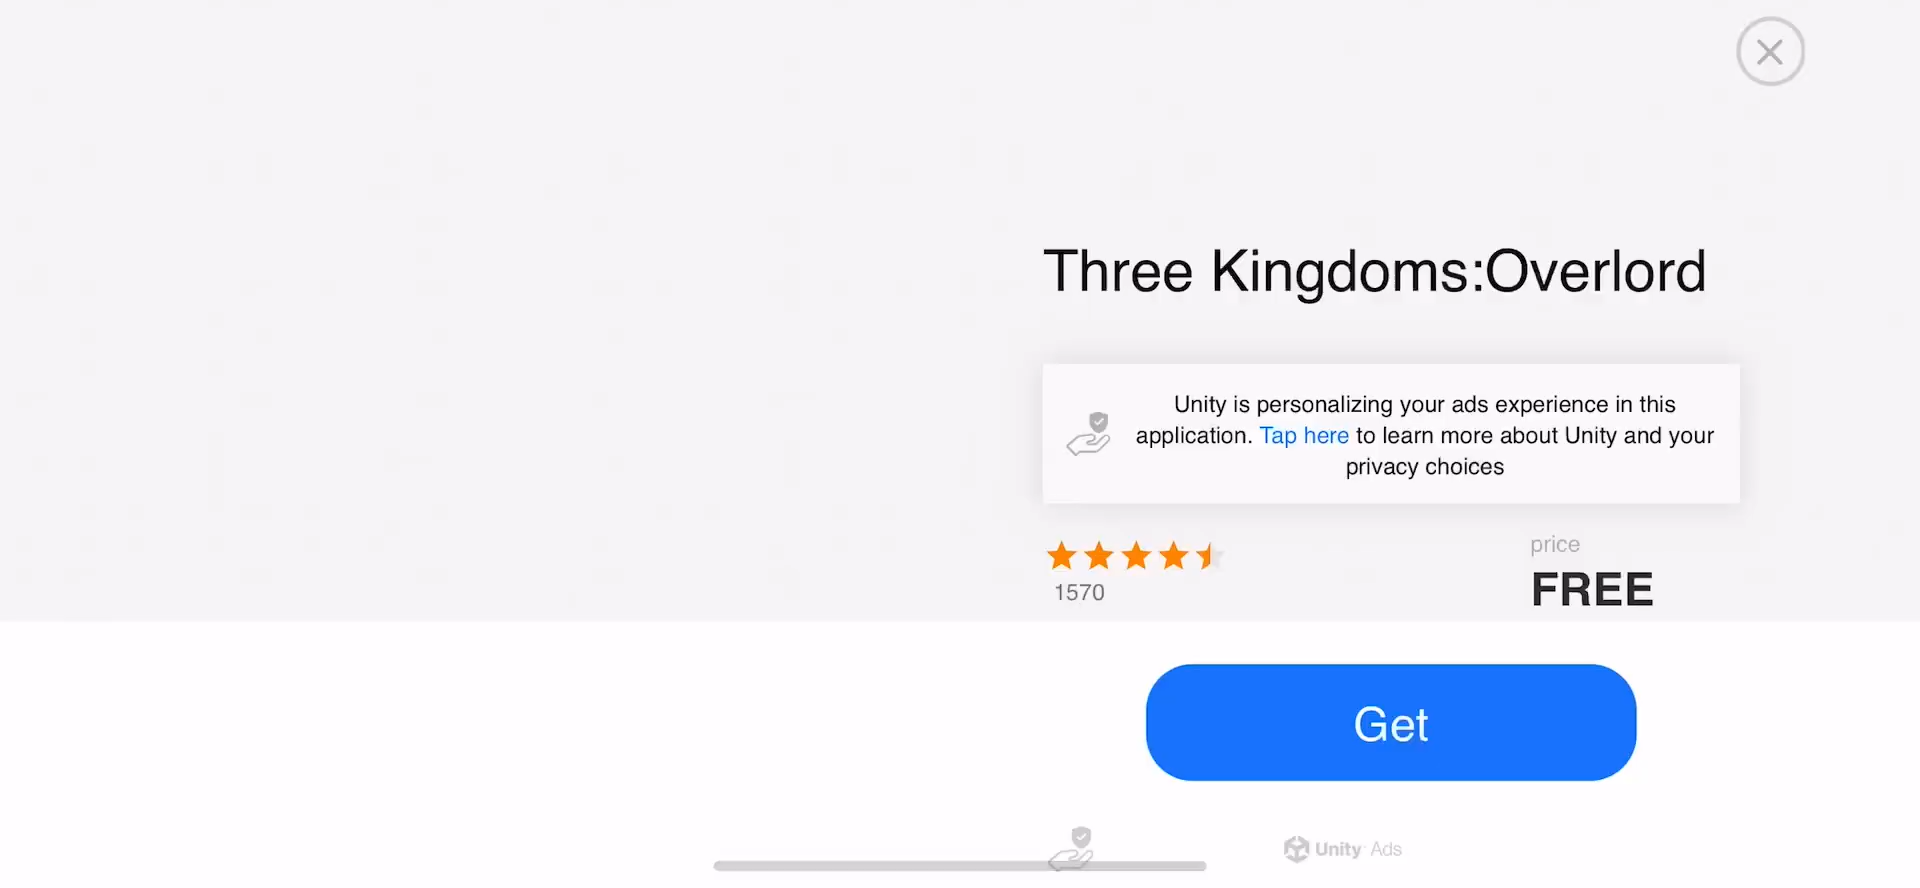 Three Kingdoms:Overlord
Unity is personalizing your ads experience in this
application. Tap here to learn more about Unity and your
privacy choices
price
1570
FREE
Get
Unity Ads